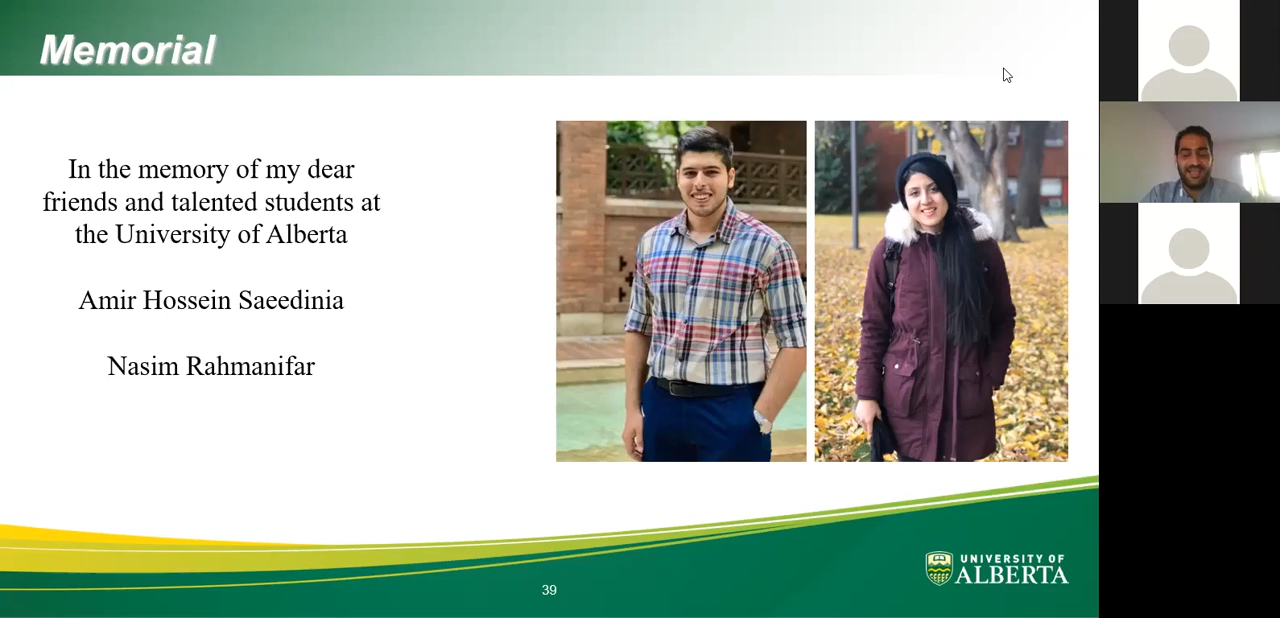 Memorial
In the memory of my dear
friends and talented students at
the University of Alberta
Amir Hossein Saeedinia
Nasim Rahmanifar
39
UNIVERSITY OF
ALBERTA